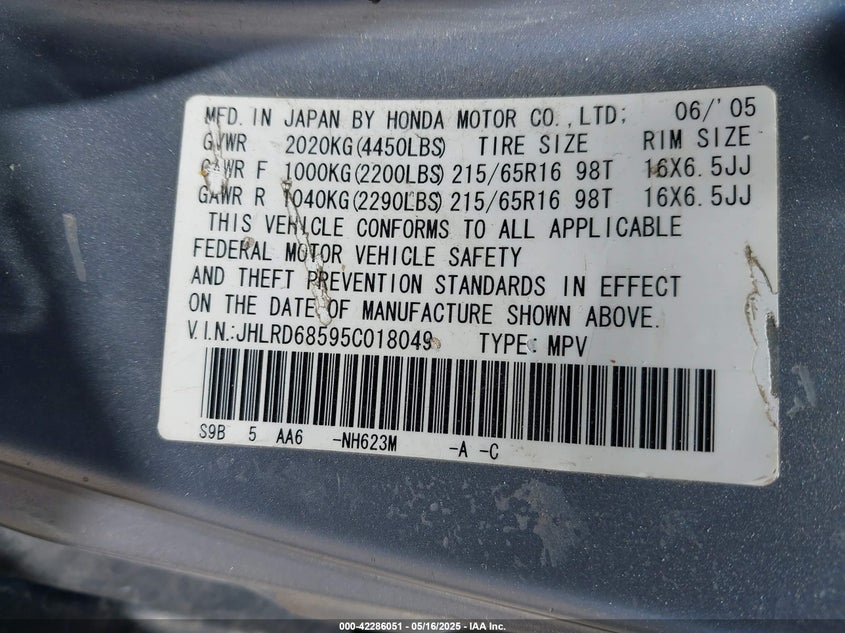 MFD. IN JAPAN BY HONDA MOTOR CO.,LTD; 06/'05
GVWR 2020KG(4450LBS) TIRE SIZE RIM SIZE
GAWR F 1000KG(2200LBS) 215/65R16 98T 16X6.5JJ
GAWR R 1040KG(2290LBS) 215/65R16 98T 16X6.5JJ
THIS VEHICLE CONFORMS TO ALL APPLICABLE
FEDERAL MOTOR VEHICLE SAFETY
AND THEFT PREVENTION STANDARDS IN EFFECT
ON THE DATE OF MANUFACTURE SHOWN ABOVE.
V.I.N.:JHLRD68595C018049 TYPE: MPV
S9B 5 AA6 -NH623M -A -C
000-42286051 - 05/16/2025 - IAA Inc.